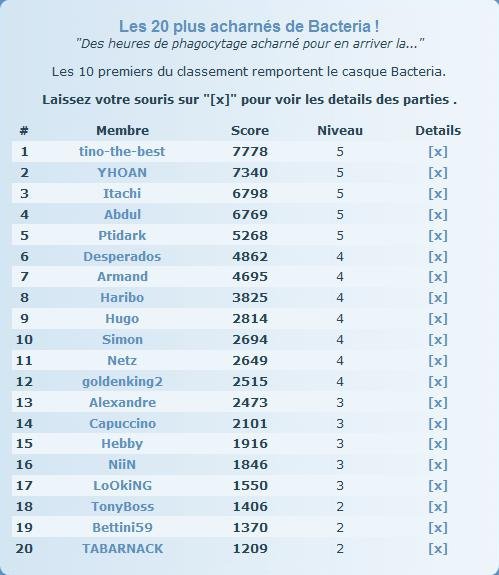 Les 20 plus acharnés de Bacteria !
"Des heures de phagocytage acharné pour en arriver la..."
Les 10 premiers du classement remportent le casque Bacteria.
Laissez votre souris sur "[x]" pour voir les details des parties .
# Membre Score Niveau Details
1 tino-the-best 7778 5 [x]
2 YHOAN 7340 5 [x]
3 Itachi 6798 5 [x]
4 Abdul 6769 5 [x]
5 Ptidark 5268 5 [x]
6 Desperados 4862 4 [x]
7 Armand 4695 4 [x]
8 Haribo 3825 4 [x]
9 Hugo 2814 4 [x]
10 Simon 2694 4 [x]
11 Netz 2649 4 [x]
12 goldenking2 2515 4 [x]
13 Alexandre 2473 3 [x]
14 Capuccino 2101 3 [x]
15 Hebby 1916 3 [x]
16 NiiN 1846 3 [x]
17 LoOkiNG 1550 3 [x]
18 TonyBoss 1406 2 [x]
19 Bettini59 1370 2 [x]
20 TABARNACK 1209 2 [x]